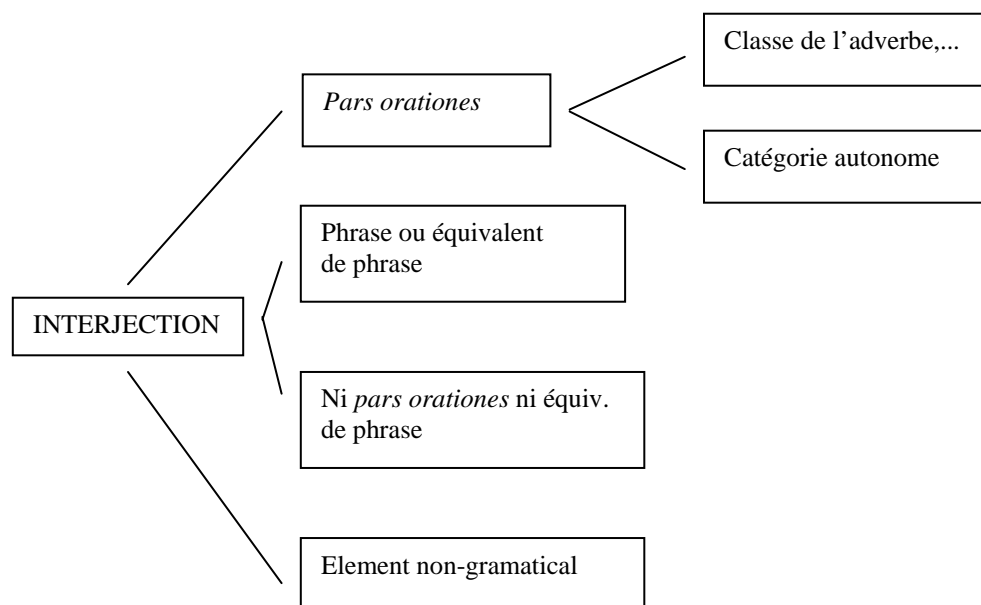 Classe de l’adverbe,...
Pars orationes
Catégorie autonome
Phrase ou équivalent
de phrase
INTERJECTION
Ni pars orationes ni équiv.
de phrase
Element non-gramatical